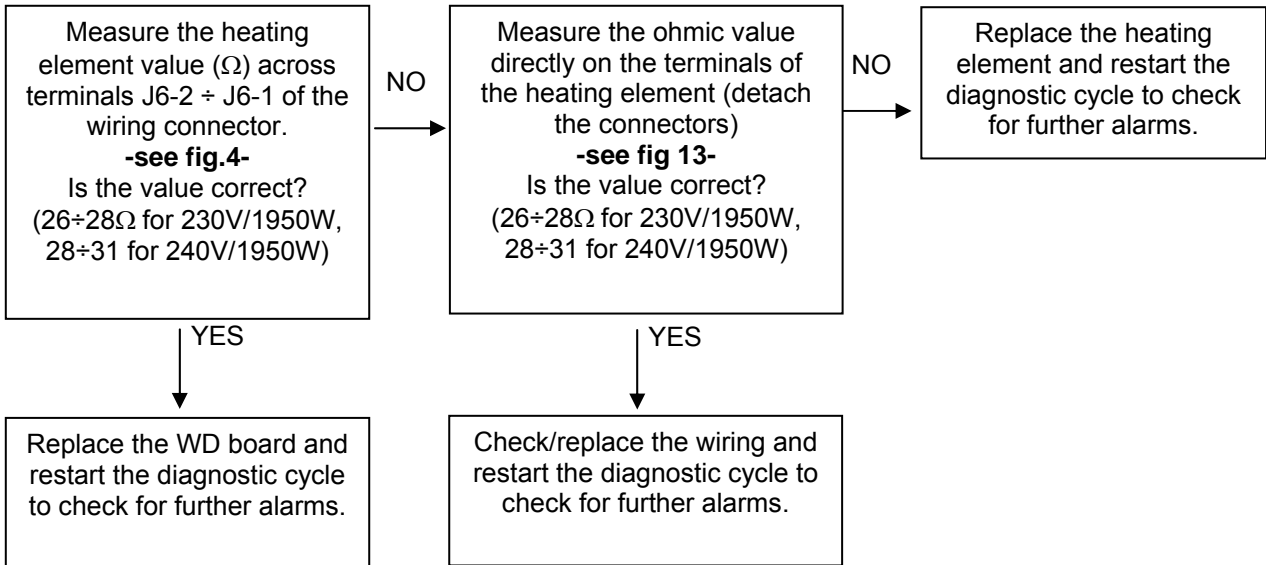 Measure the heating
element value (Ω) across
terminals J6-2 ÷ J6-1 of the
wiring connector.
-see fig.4-
Is the value correct?
(26÷28Ω for 230V/1950W,
28÷31 for 240V/1950W)
NO
Measure the ohmic value
directly on the terminals of
the heating element (detach
the connectors)
-see fig 13-
Is the value correct?
(26÷28Ω for 230V/1950W,
28÷31 for 240V/1950W)
NO
Replace the heating
element and restart the
diagnostic cycle to check
for further alarms.
YES
YES
Replace the WD board and
restart the diagnostic cycle
to check for further alarms.
Check/replace the wiring and
restart the diagnostic cycle to
check for further alarms.